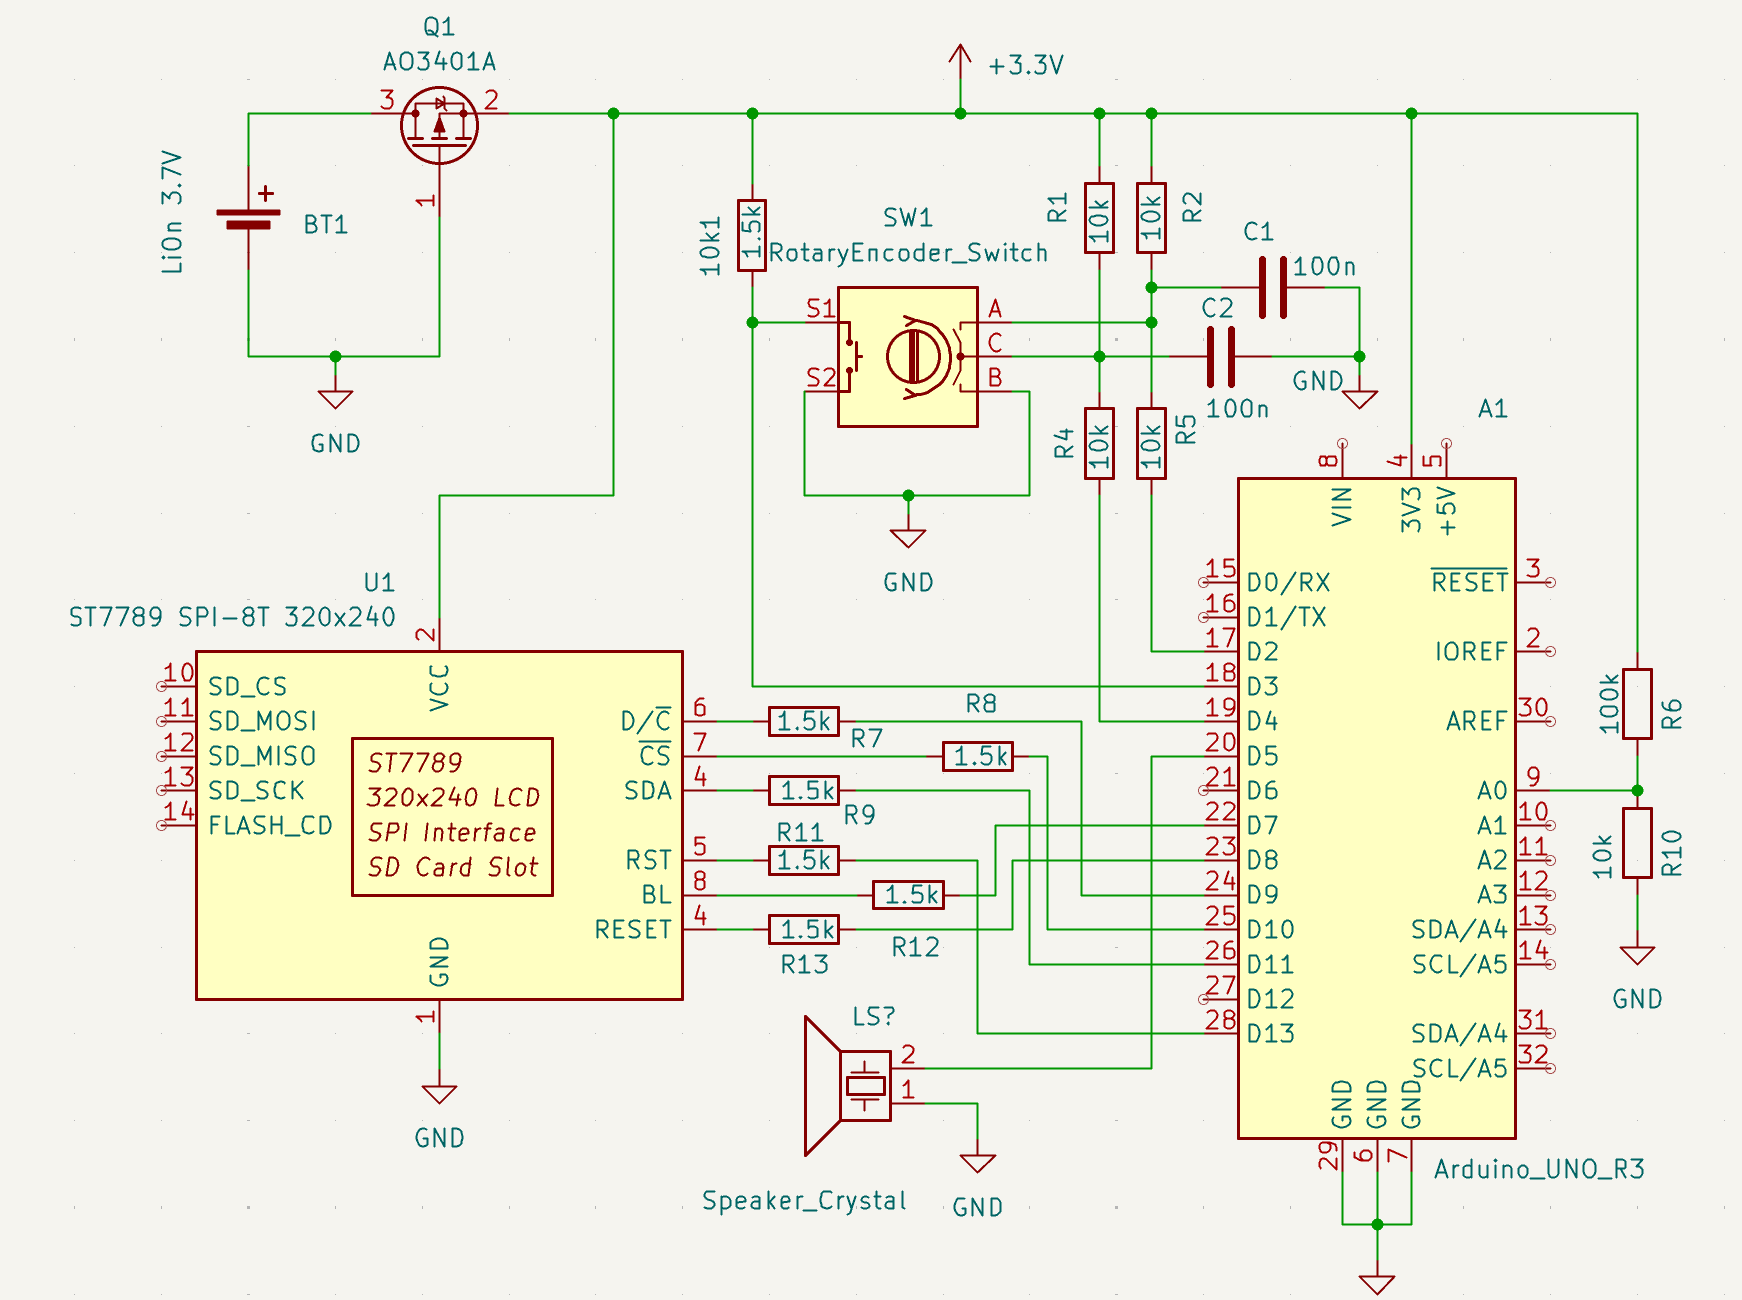 Q1
AO3401A
3
2
1
+3.3V
LiOn 3.7V
+
BT1
GND
10k1
1.5k
SW1
RotaryEncoder_Switch
S1
S2
A
C
B
GND
R1
10k
10k
R2
C1
100n
C2
100n
GND
R4
10k
10k
R5
A1
8
4
5
VIN
3V3
+5V
15
D0/RX
16
D1/TX
17
D2
18
D3
19
D4
20
D5
21
D6
22
D7
23
D8
24
D9
25
D10
26
D11
27
D12
28
D13
RESET
3
IOREF
2
AREF
30
A0
9
A1
10
A2
11
A3
12
SDA/A4
13
SCL/A5
14
SDA/A4
31
SCL/A5
32
GND
GND
GND
29
6
7
Arduino_UNO_R3
100k
R6
10k
R10
GND
U1
ST7789 SPI-8T 320x240
2
VCC
10
SD_CS
11
SD_MOSI
12
SD_MISO
13
SD_SCK
14
FLASH_CD
ST7789
320x240 LCD
SPI Interface
SD Card Slot
D/C
6
CS
7
SDA
4
RST
5
BL
8
RESET
4
GND
1
GND
1.5k
R7
R8
1.5k
1.5k
R9
R11
1.5k
1.5k
R12
1.5k
R13
LS?
2
1
Speaker_Crystal
GND